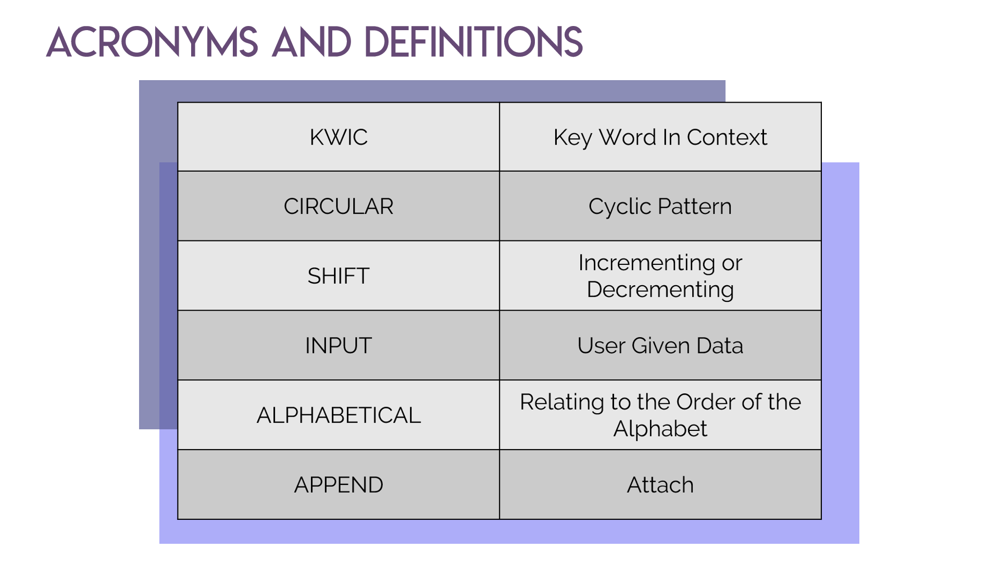 ACRONYMS AND DEFINITIONS
KWIC
Key Word In Context
CIRCULAR
Cyclic Pattern
SHIFT
Incrementing or
Decrementing
INPUT
User Given Data
ALPHABETICAL
Relating to the Order of the
Alphabet
APPEND
Attach